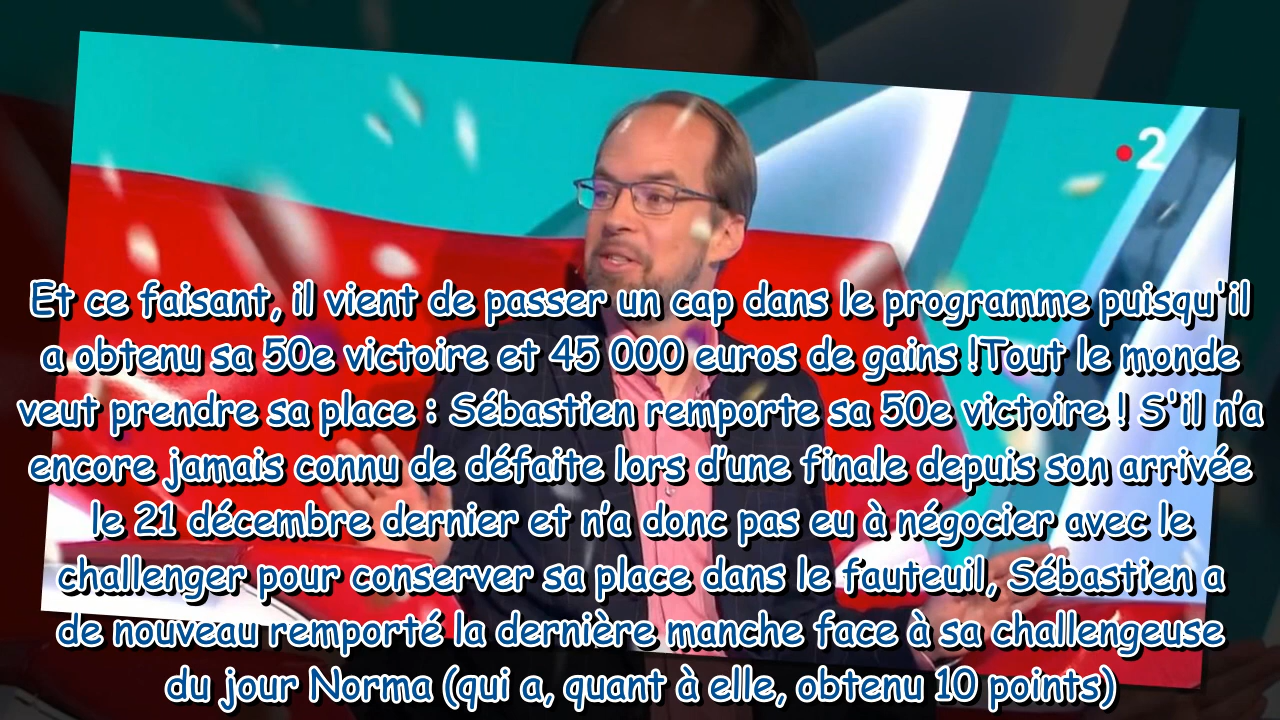 2
Et ce faisant, il vient de passer un cap dans le programme puisqu'il
a obtenu sa 50e victoire et 45 000 euros de gains !Tout le monde
veut prendre sa place : Sébastien remporte sa 50e victoire ! S'il n’a
encore jamais connu de défaite lors d’une finale depuis son arrivée
le 21 décembre dernier et n’a donc pas eu à négocier avec le
challenger pour conserver sa place dans le fauteuil, Sébastien a
de nouveau remporté la dernière manche face à sa challengeuse
du jour Norma (qui a, quant à elle, obtenu 10 points)